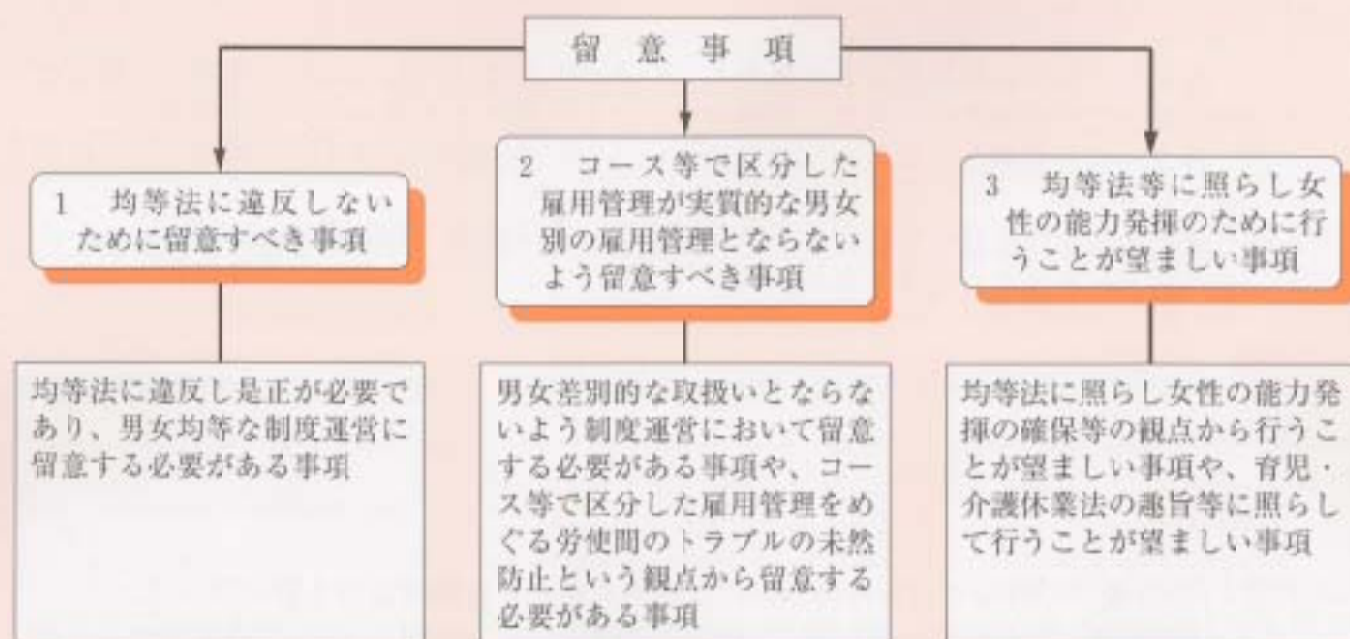 留意事項
1 均等法に違反しない
ために留意すべき事項
2 コース等で区分した
雇用管理が実質的な男女
別の雇用管理とならない
よう留意すべき事項
3 均等法等に照らし女
性の能力発揮のために行
うことが望ましい事項
均等法に違反し是正が必要で
あり、男女均等な制度運営に
留意する必要がある事項
男女差別的な取扱いとならな
いよう制度運営において留意
する必要がある事項や、コー
ス等で区分した雇用管理をめ
ぐる労使間のトラブルの未然
防止という観点から留意する
必要がある事項
均等法に照らし女性の能力発
揮の確保等の観点から行うこ
とが望ましい事項や、育児・
介護休業法の趣旨等に照らし
て行うことが望ましい事項